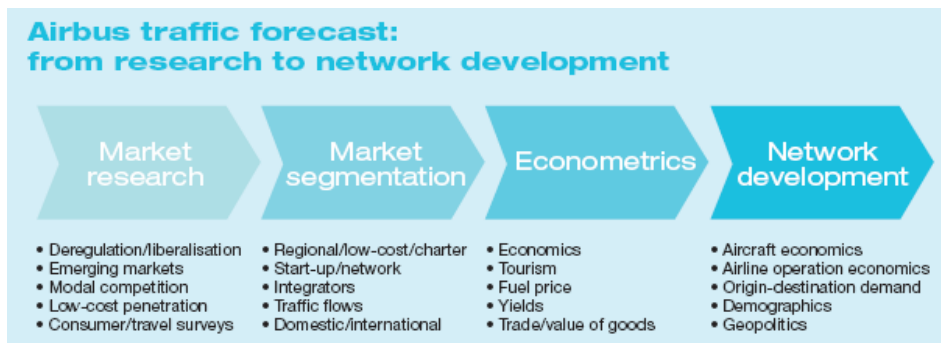 Airbus traffic forecast:
from research to network development
Market
research
Market
segmentation
Econometrics
Network
development
• Deregulation/liberalisation
• Emerging markets
• Modal competition
• Low-cost penetration
• Consumer/travel surveys
• Regional/low-cost/charter
• Start-up/network
• Integrators
• Traffic flows
• Domestic/international
• Economics
• Tourism
• Fuel price
• Yields
• Trade/value of goods
• Aircraft economics
• Airline operation economics
• Origin-destination demand
• Demographics
• Geopolitics